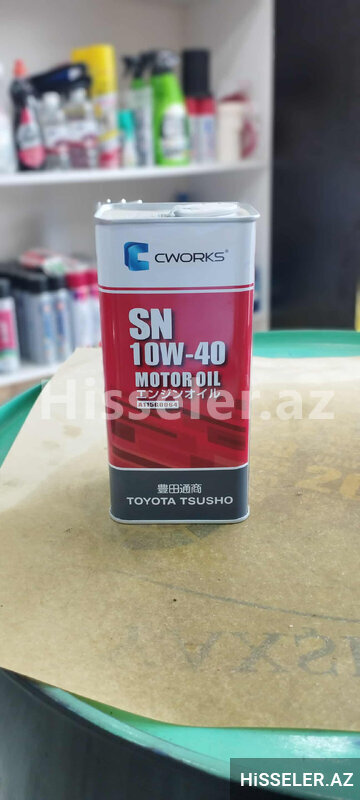 CWORKS®
SN
10W-40
MOTOR OIL
エンジンオイル
Hisseler.az
豊田通商
TOYOTA TSUSHO
HiSSELER.AZ